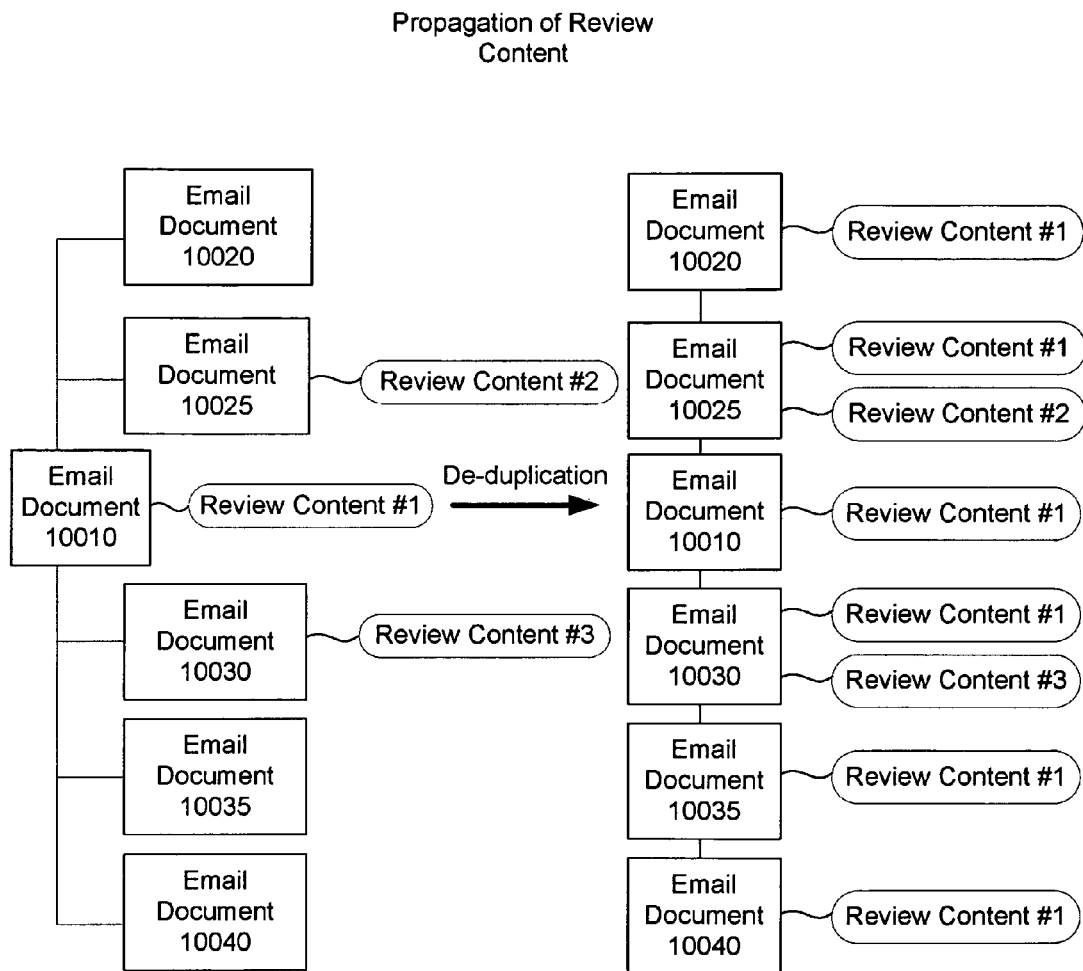 Propagation of Review
Content
Email
Document
10020
Email
Document
10025
Review Content #2
Email
Document
10010
Review Content #1
De-duplication
Email
Document
10030
Review Content #3
Email
Document
10035
Email
Document
10040
Email
Document
10020
Review Content #1
Email
Document
10025
Review Content #1
Review Content #2
Email
Document
10010
Review Content #1
Email
Document
10030
Review Content #1
Review Content #3
Email
Document
10035
Review Content #1
Email
Document
10040
Review Content #1